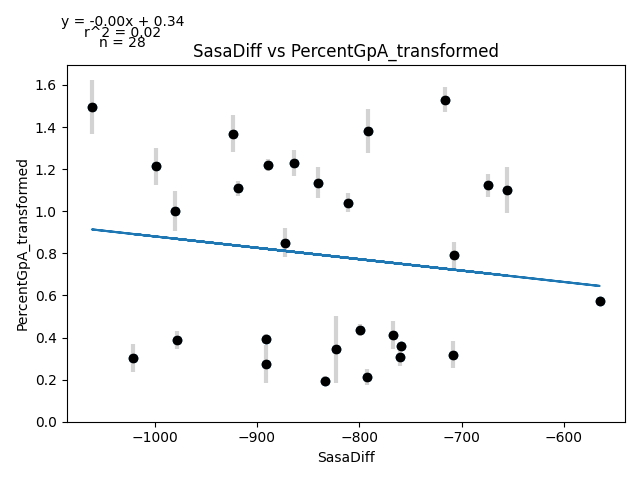 y = -0.00x + 0.34
r^2 = 0.02
n = 28
SasaDiff vs PercentGpA_transformed
1.6
1.4
1.2
1.0
0.8
0.6
0.4
0.2
0.0
PercentGpA_transformed
−1000
−900
−800
−700
−600
SasaDiff